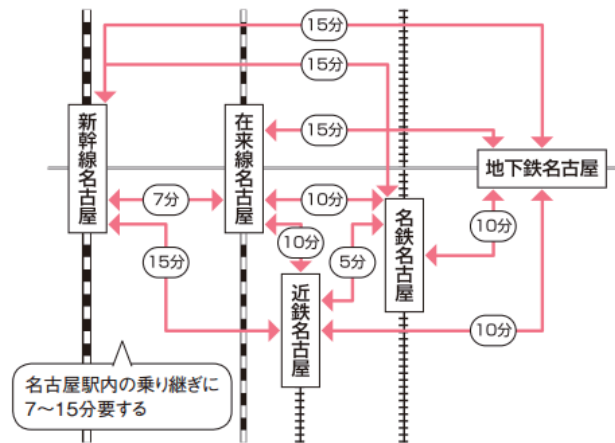 15分
15分
15分
新幹線名古屋
在来線名古屋
地下鉄名古屋
7分
10分
名鉄名古屋
10分
10分
15分
5分
近鉄名古屋
10分
名古屋駅内の乗り継ぎに
7〜15分要する